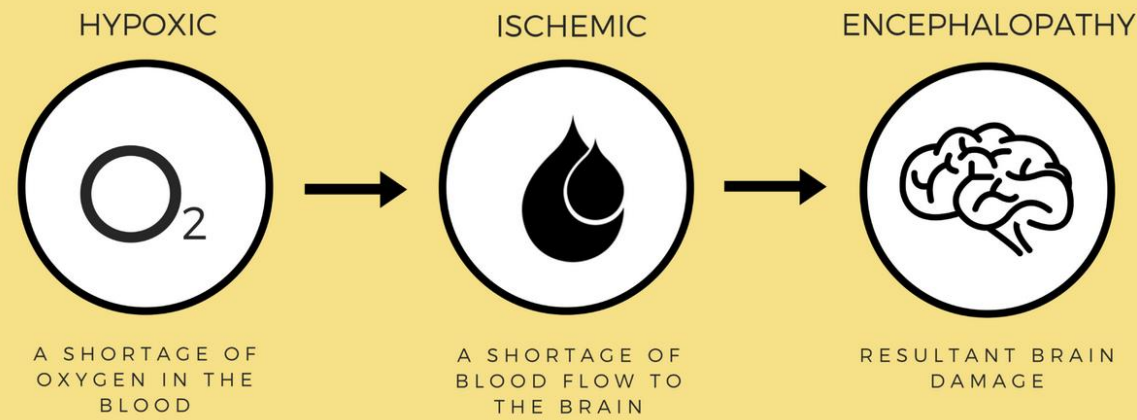 HYPOXIC
O2
A SHORTAGE OF
OXYGEN IN THE
BLOOD
ISCHEMIC
A SHORTAGE OF
BLOOD FLOW TO
THE BRAIN
ENCEPHALOPATHY
RESULTANT BRAIN
DAMAGE